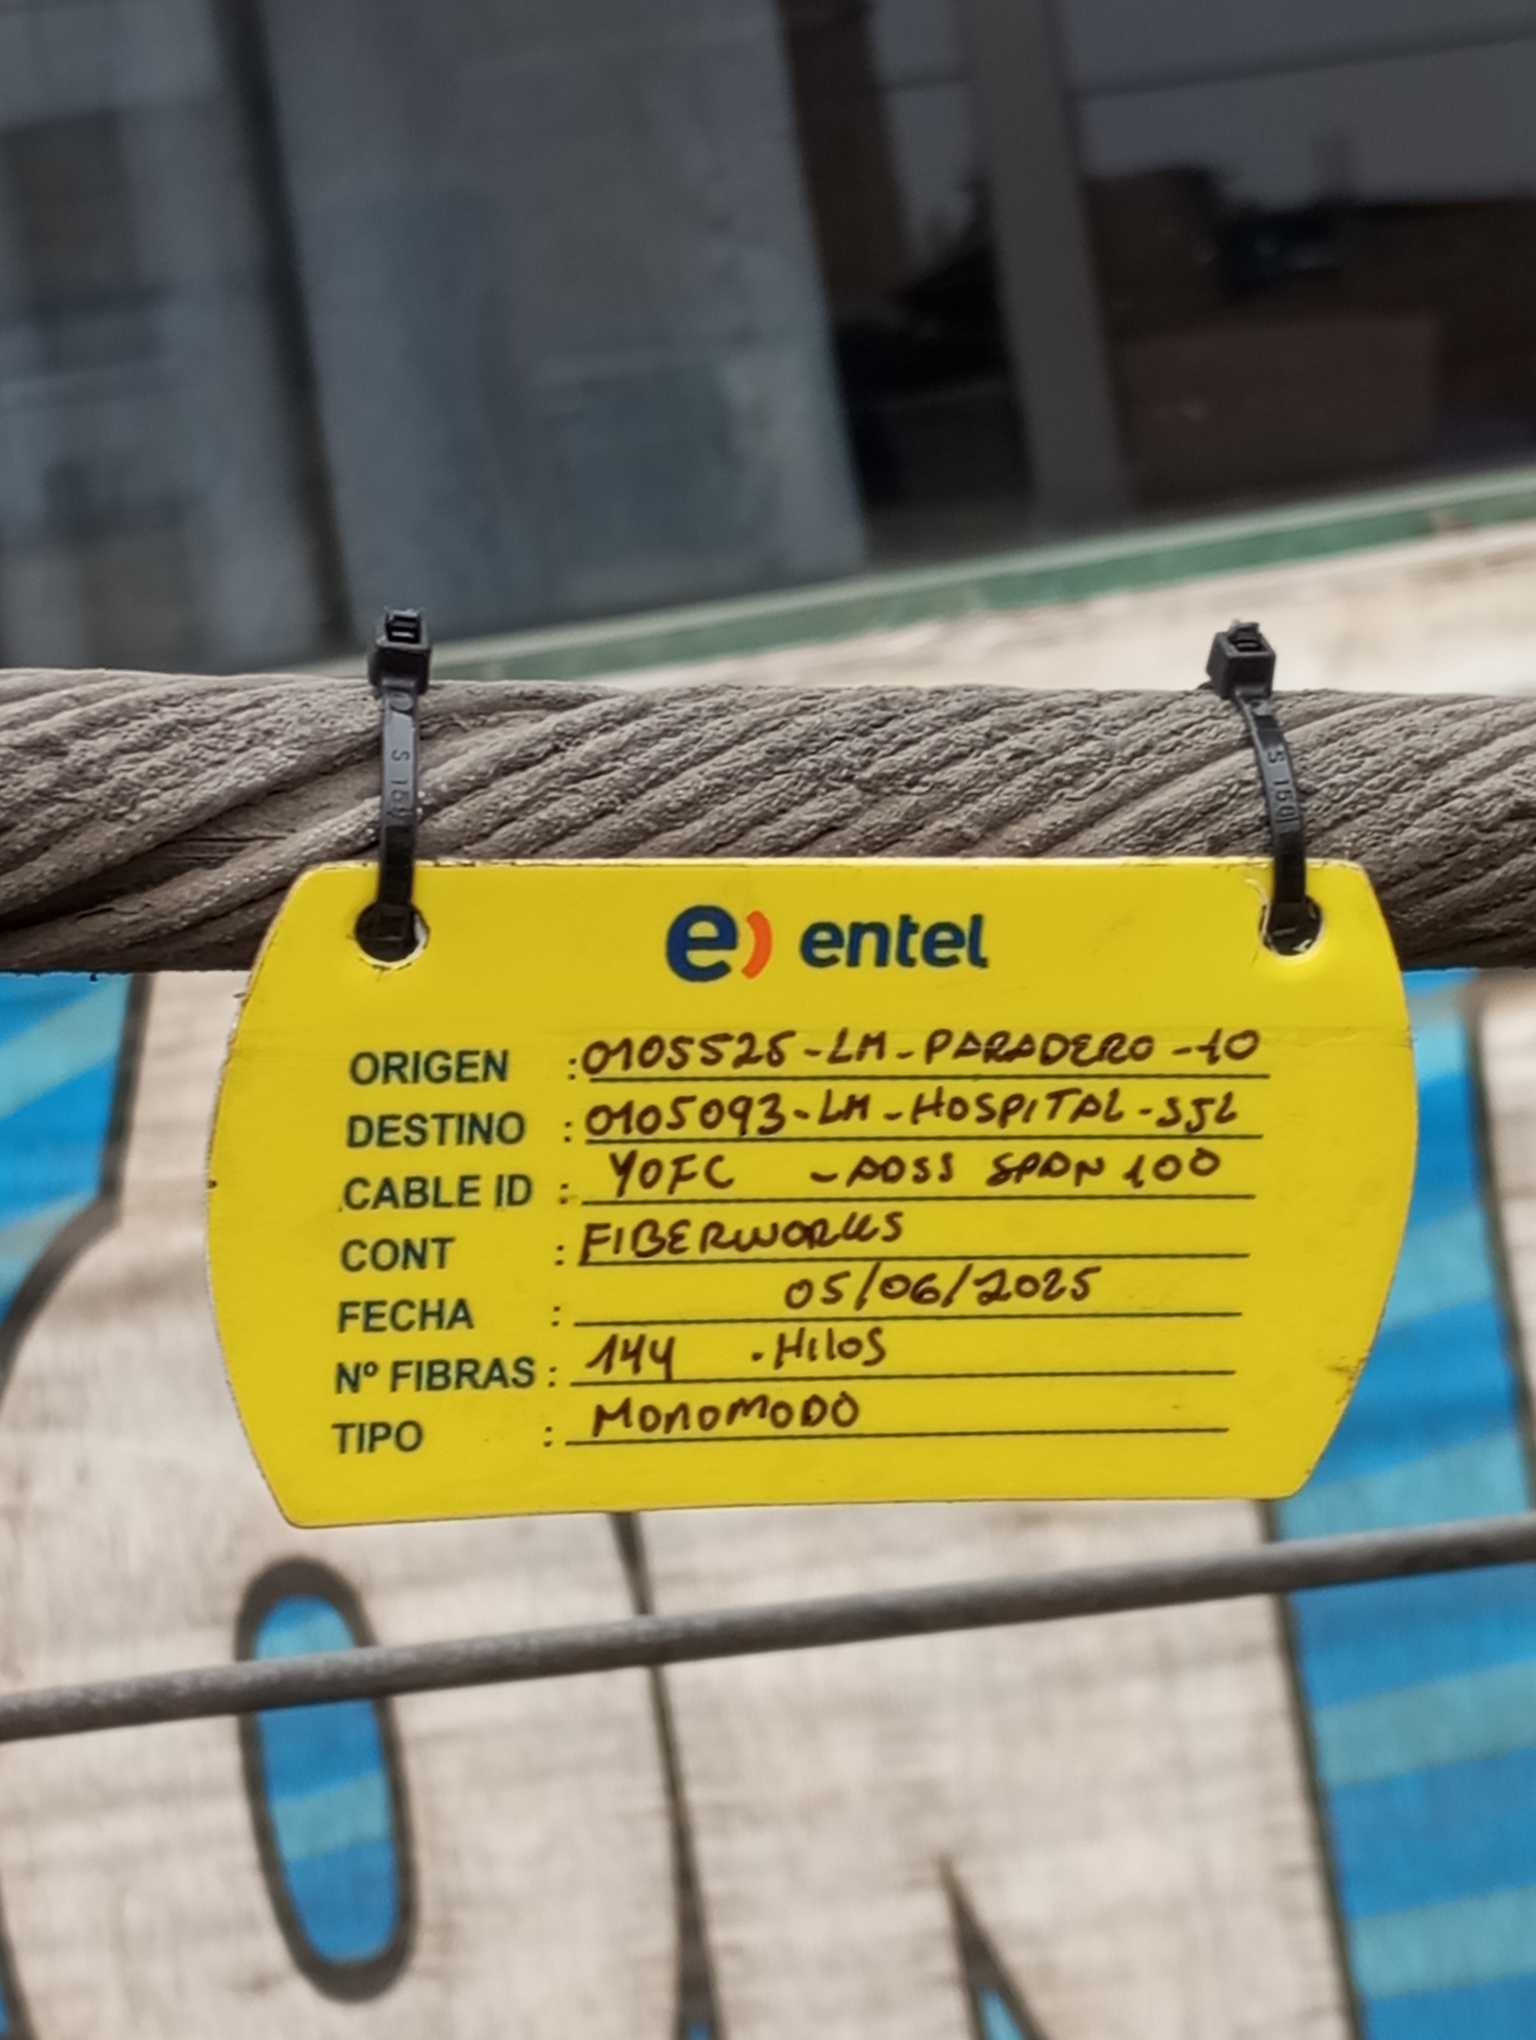 e) entel
ORIGEN : 0105525-LM-PARADERO-10
DESTINO : 0105093-LM-HOSPITAL-SJL
CABLE ID : YOFC -ADSS SPAN 100
CONT : FIBERWORKS
FECHA : 05/06/2025
Nº FIBRAS : 144 .Hilos
TIPO : MONOMODO